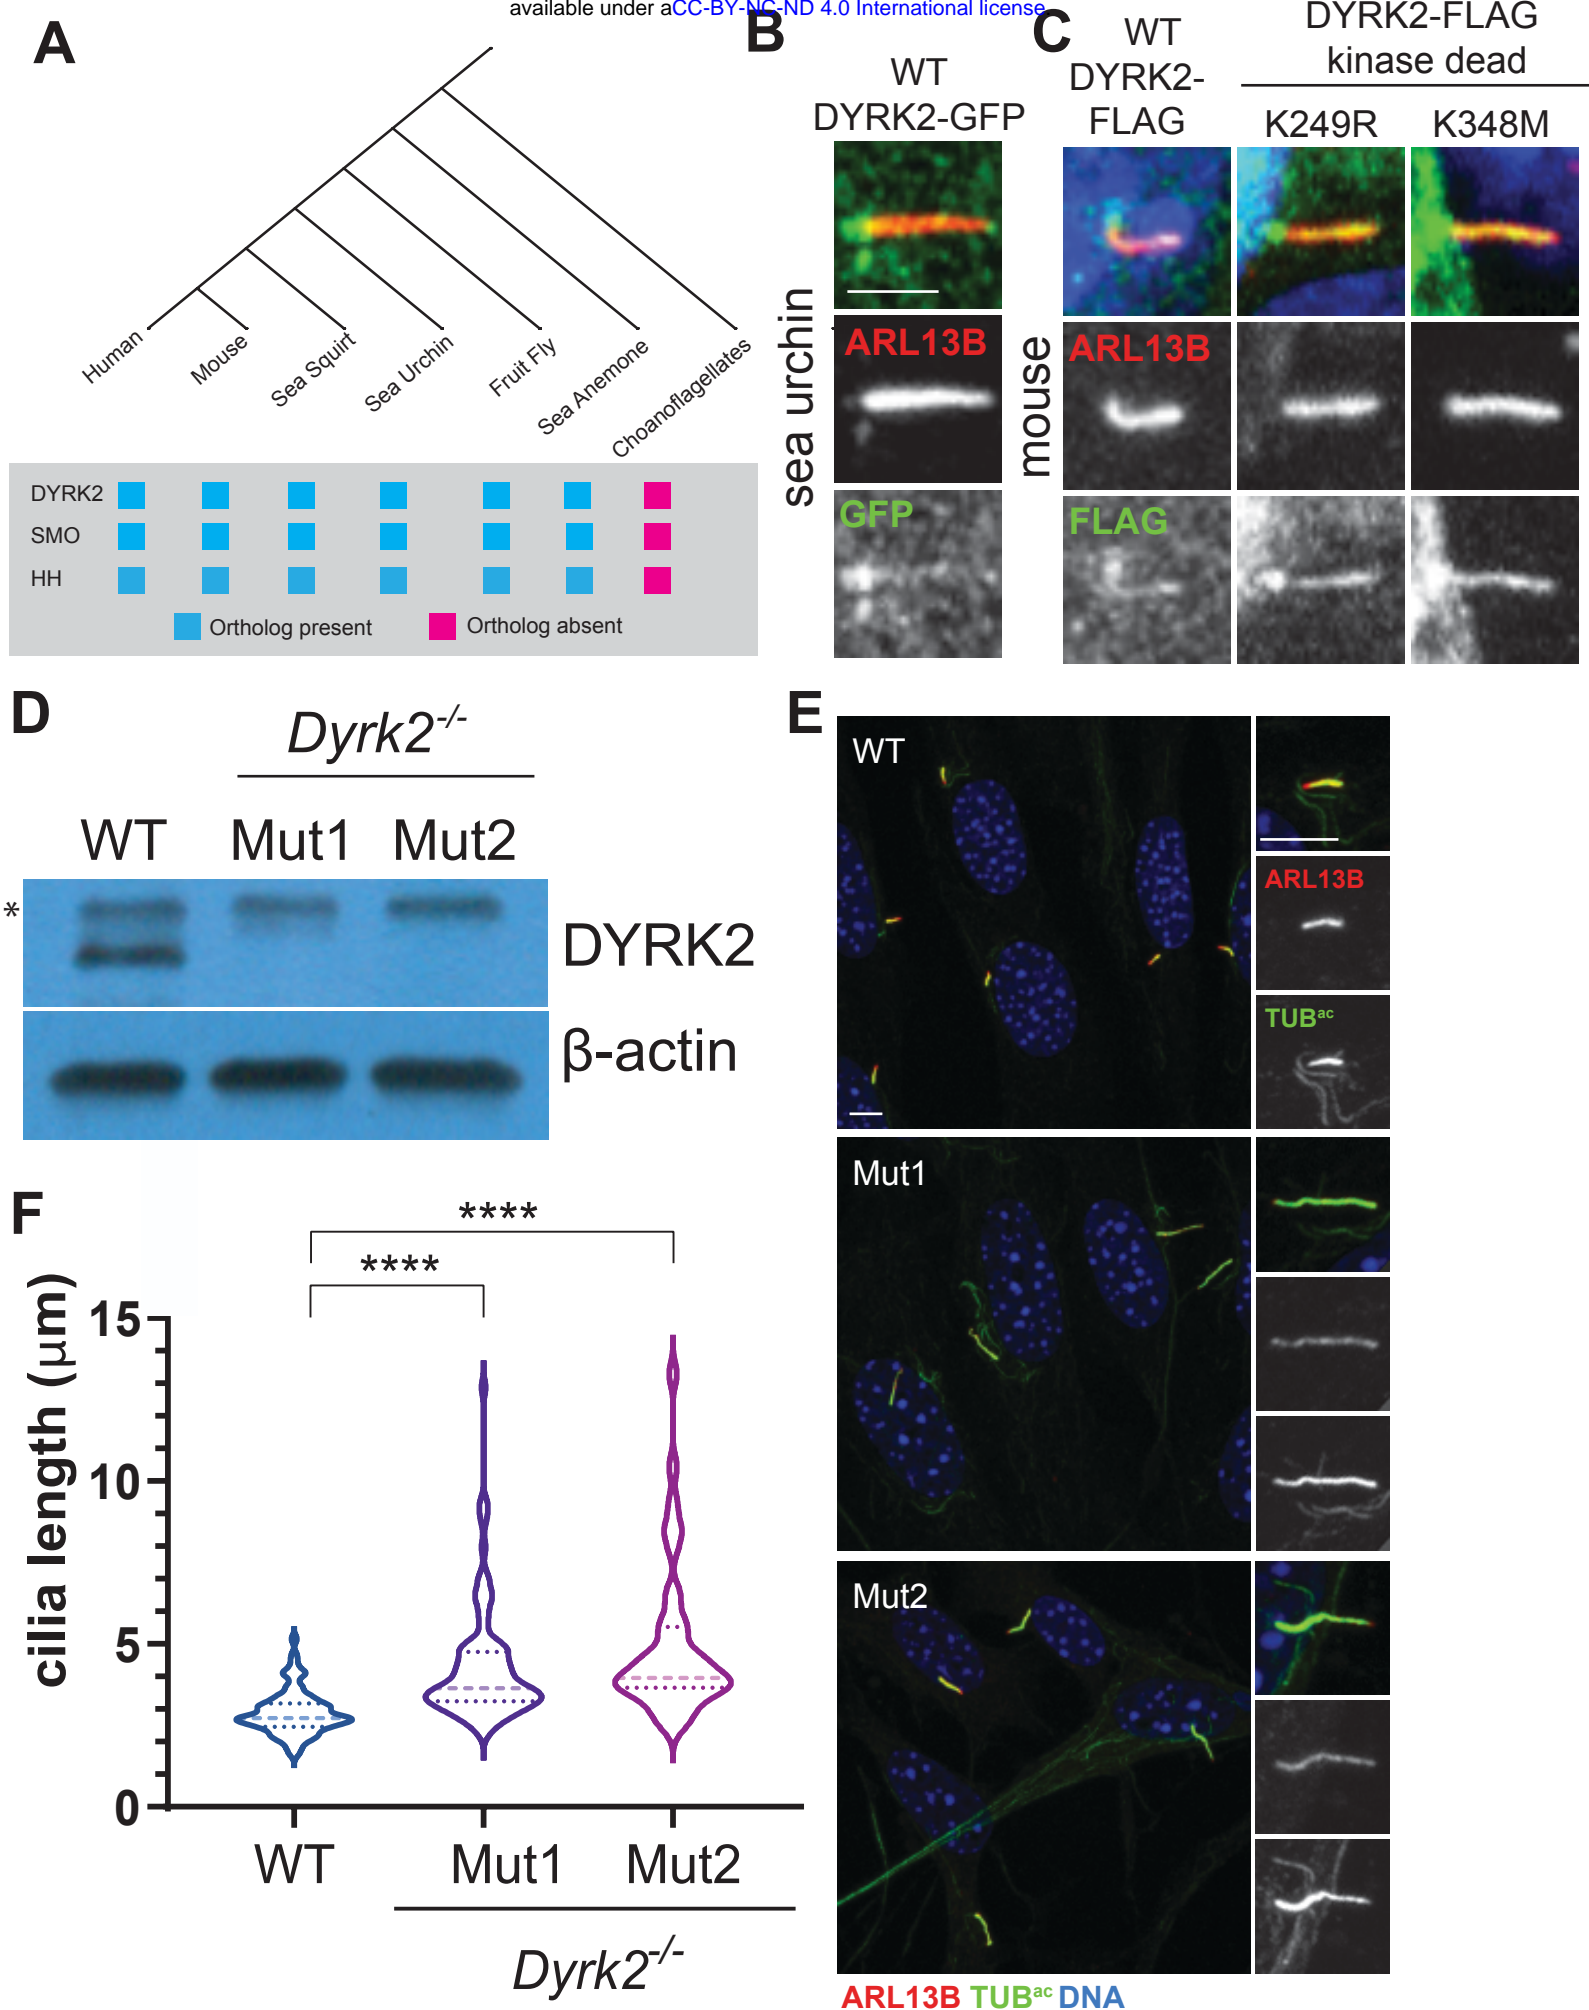 available under aCC-BY-NC-ND 4.0 International license
A
Human
Mouse
Sea Squirt
Sea Urchin
Fruit Fly
Sea Anemone
Choanoflagellates
DYRK2
SMO
HH
Ortholog present
Ortholog absent
B
WT
DYRK2-GFP
sea urchin
ARL13B
GFP
C
WT
DYRK2-
FLAG
DYRK2-FLAG
kinase dead
K249R
K348M
mouse
ARL13B
FLAG
D
Dyrk2-/-
WT
Mut1
Mut2
*
DYRK2
β-actin
E
WT
ARL13B
TUBac
Mut1
Mut2
ARL13B TUBac DNA
F
****
****
cilia length (μm)
15
10
5
0
WT
Mut1
Mut2
Dyrk2-/-